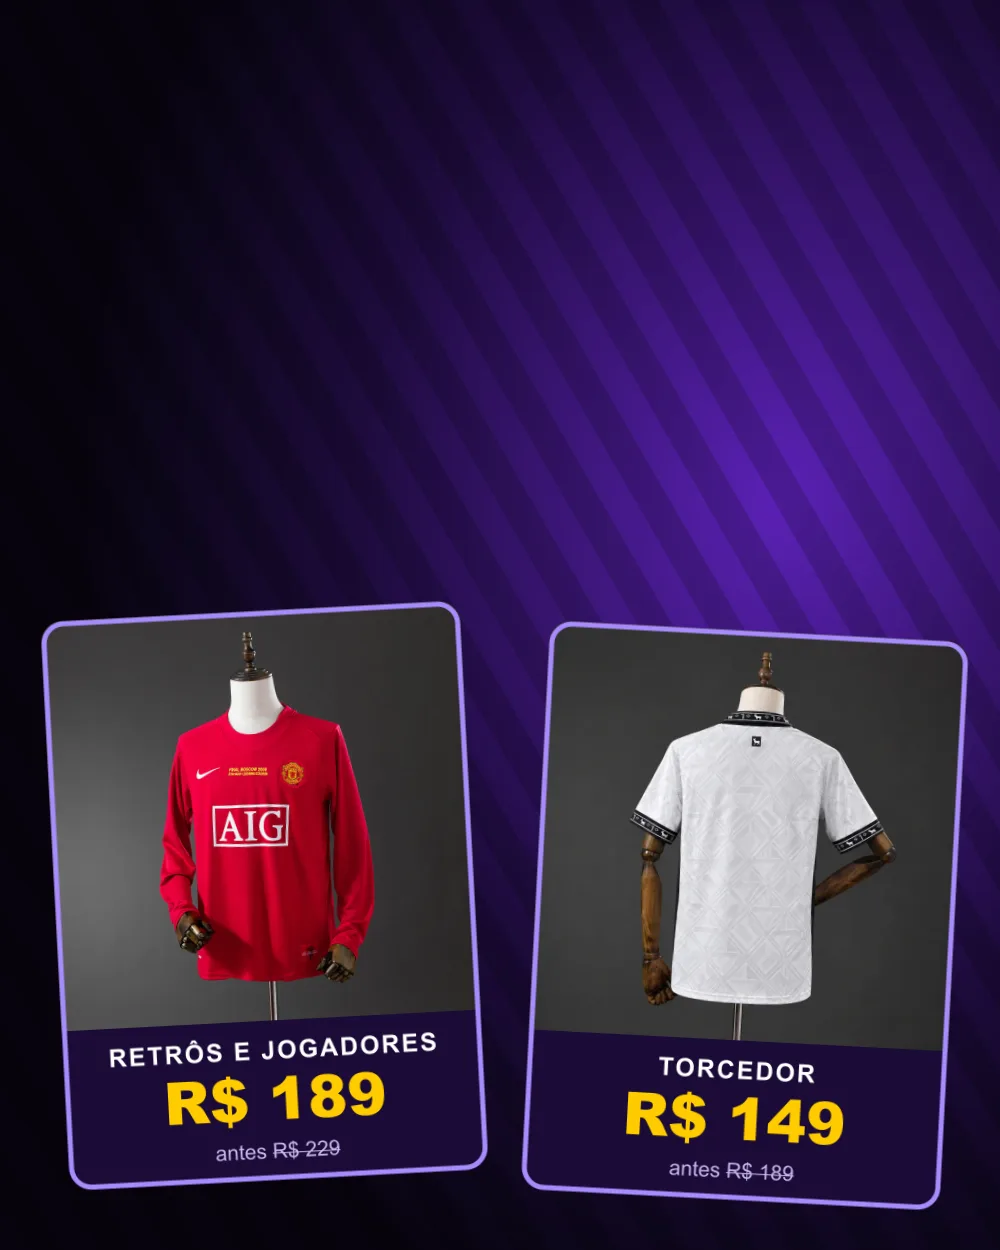 AIG
RETRÔS E JOGADORES
R$ 189
antes R$ 229
TORCEDOR
R$ 149
antes R$ 189